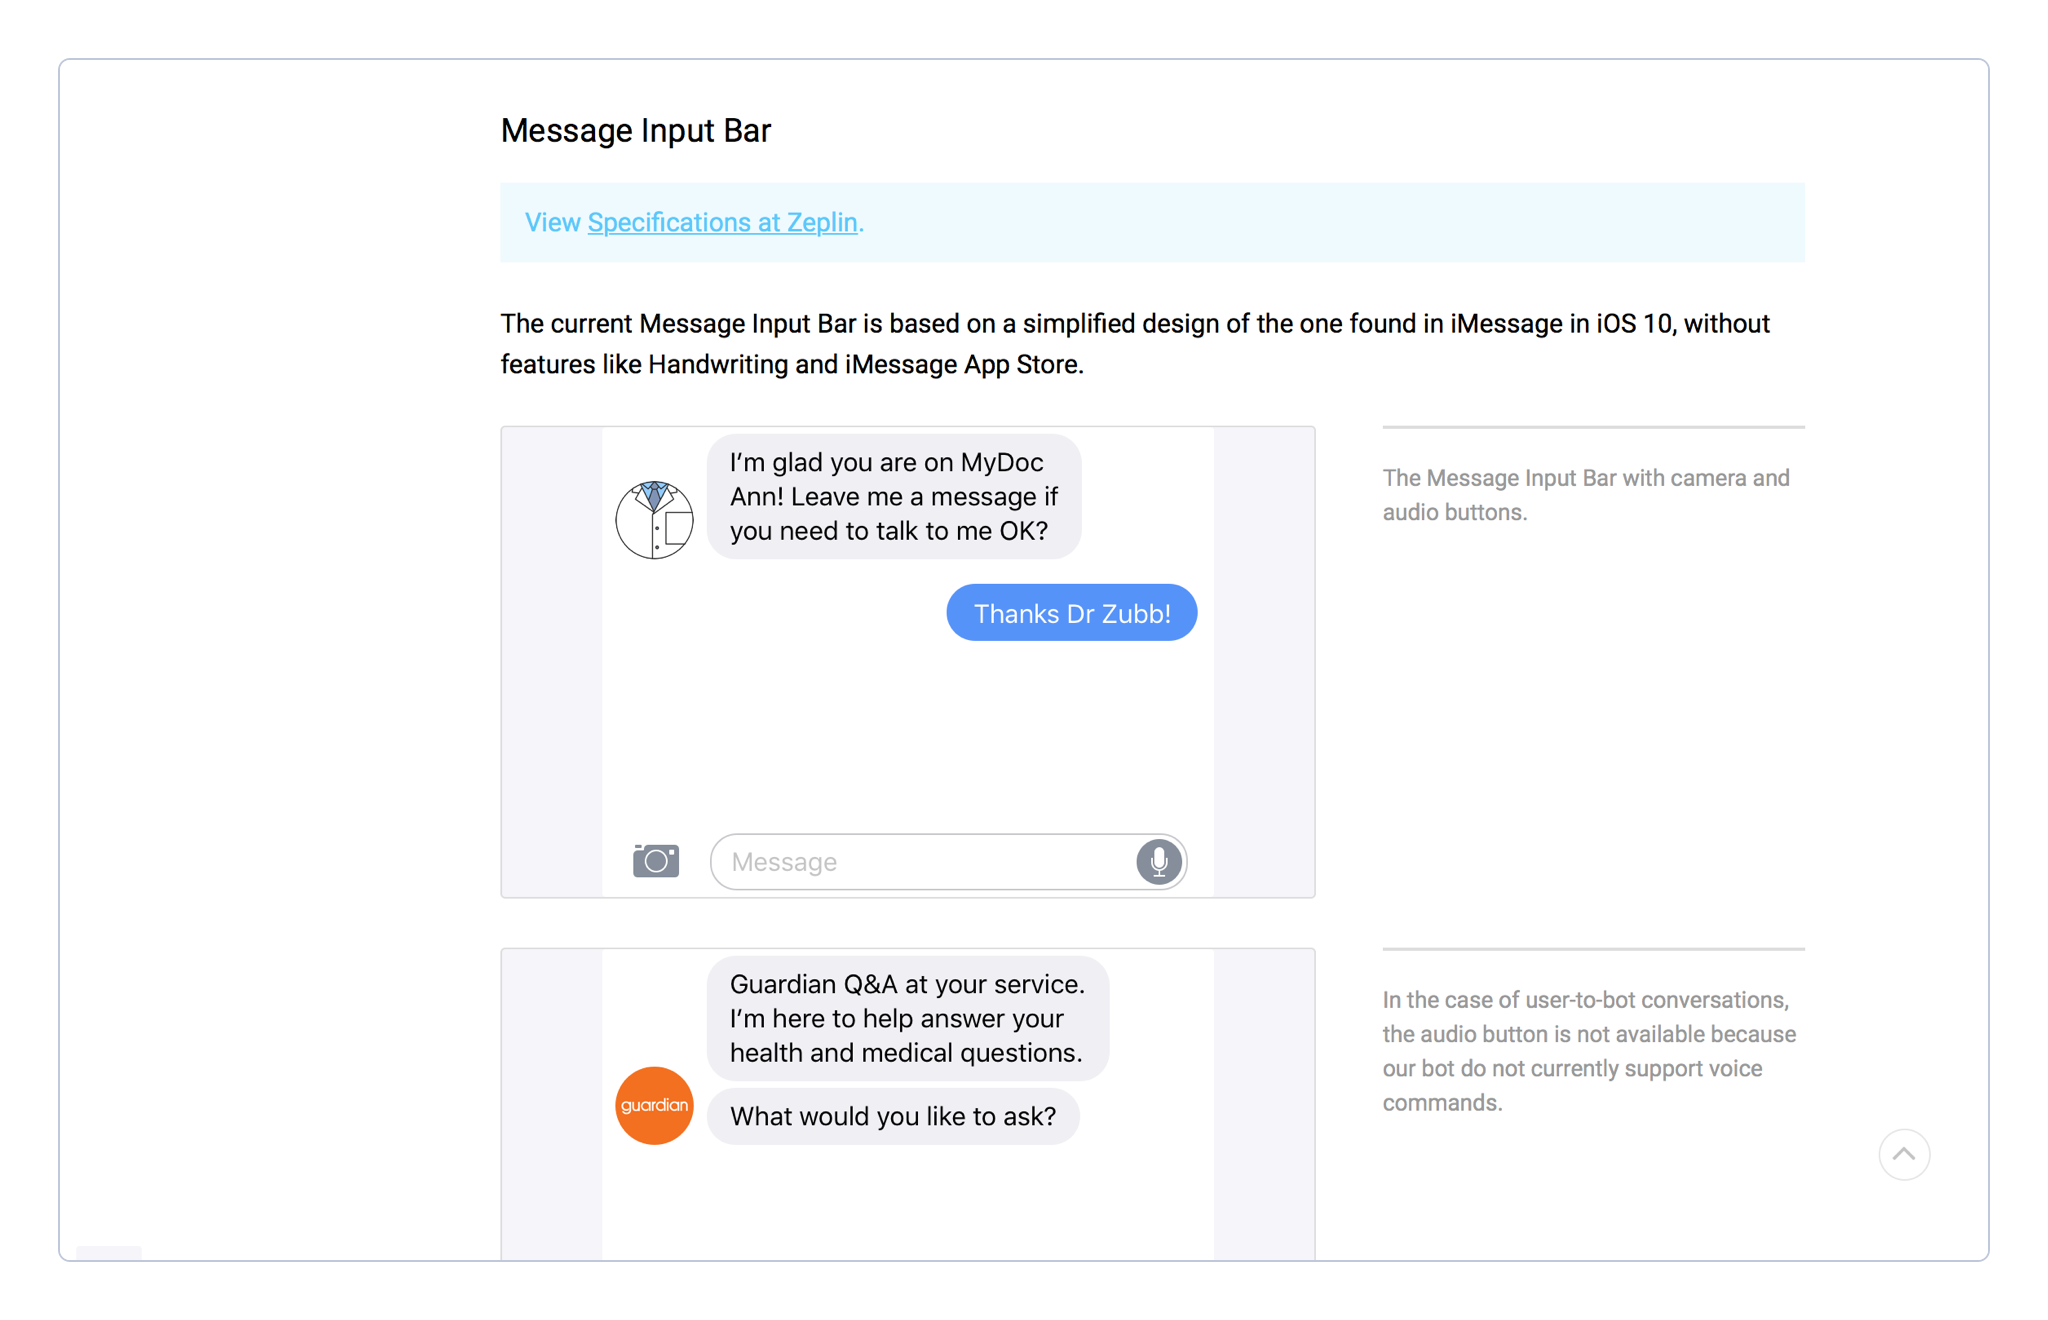 Message Input Bar
View Specifications at Zeplin.
The current Message Input Bar is based on a simplified design of the one found in iMessage in iOS 10, without
features like Handwriting and iMessage App Store.
I’m glad you are on MyDoc
Ann! Leave me a message if
you need to talk to me OK?
Thanks Dr Zubb!
Message
The Message Input Bar with camera and
audio buttons.
Guardian Q&A at your service.
I’m here to help answer your
health and medical questions.
guardian
What would you like to ask?
In the case of user-to-bot conversations,
the audio button is not available because
our bot do not currently support voice
commands.